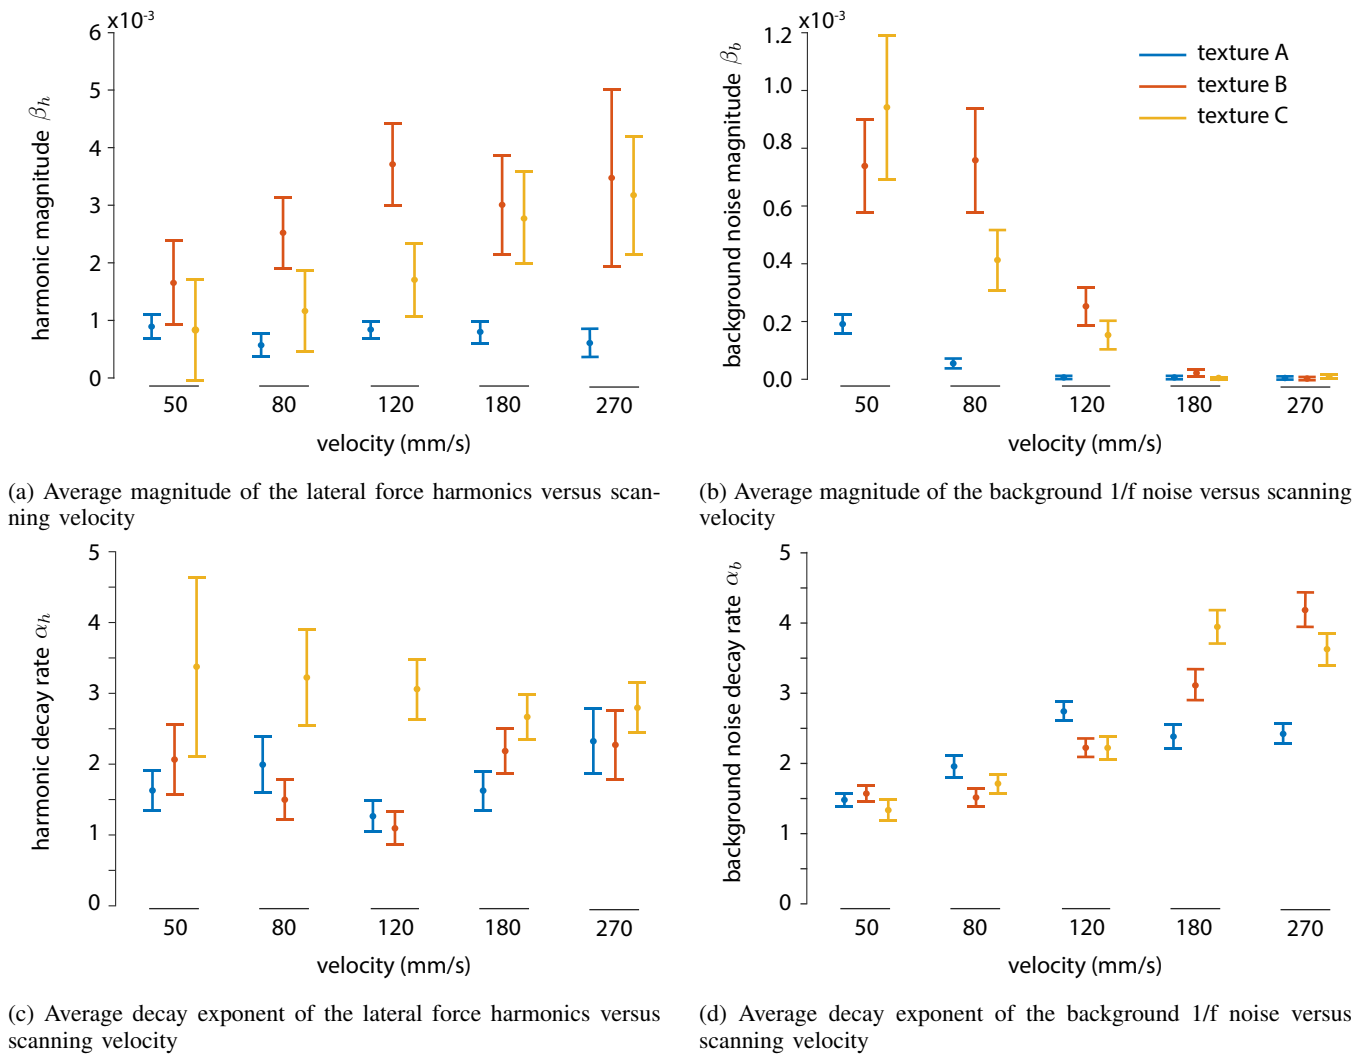 x10-3
6
5
4
3
2
1
0
harmonic magnitude βh
50 80 120 180 270
velocity (mm/s)
(a) Average magnitude of the lateral force harmonics versus scan-
ning velocity
x10-3
1.2
1.0
0.8
0.6
0.4
0.2
0.0
background noise magnitude βb
texture A
texture B
texture C
50 80 120 180 270
velocity (mm/s)
(b) Average magnitude of the background 1/f noise versus scanning
velocity
5
4
3
2
1
0
harmonic decay rate αh
50 80 120 180 270
velocity (mm/s)
(c) Average decay exponent of the lateral force harmonics versus
scanning velocity
5
4
3
2
1
0
background noise decay rate αb
50 80 120 180 270
velocity (mm/s)
(d) Average decay exponent of the background 1/f noise versus
scanning velocity